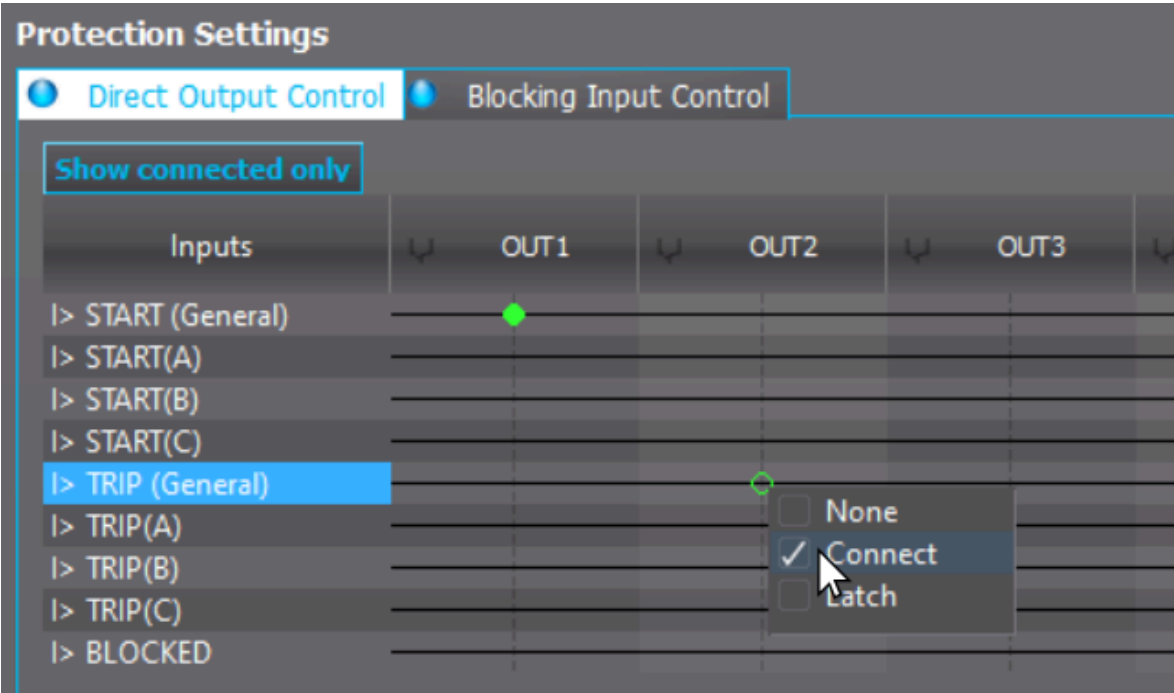 Protection Settings
Direct Output Control
Blocking Input Control
Show connected only
Inputs OUT1 OUT2 OUT3
I> START (General)
I> START(A)
I> START(B)
I> START(C)
I> TRIP (General)
I> TRIP(A)
I> TRIP(B)
I> TRIP(C)
I> BLOCKED
None
Connect
Latch